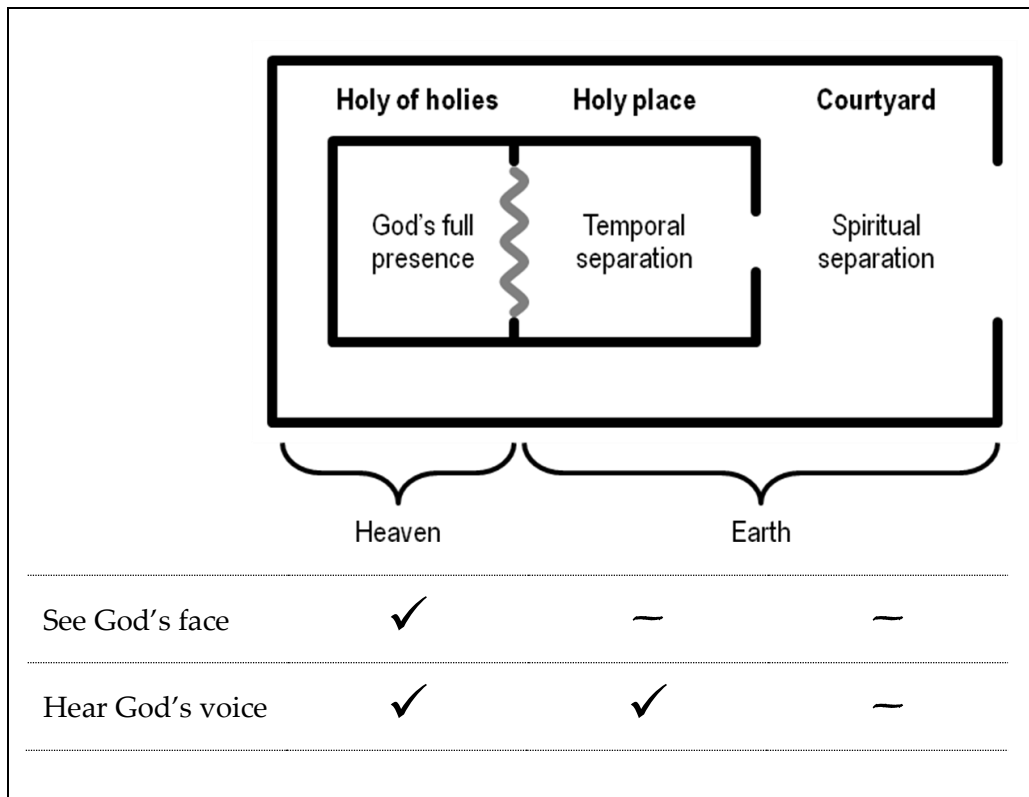 Holy of holies Holy place Courtyard
God's full Temporal Spiritual
presence separation separation
Heaven Earth
See God's face ✓ ~ ~
Hear God's voice ✓ ✓ ~